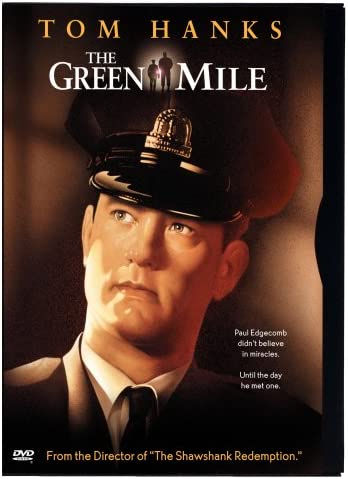 TOM HANKS
THE
GREEN MILE
Paul Edgecomb
didn't believe
in miracles.
Until the day
he met one.
DVD
From the Director of "The Shawshank Redemption."